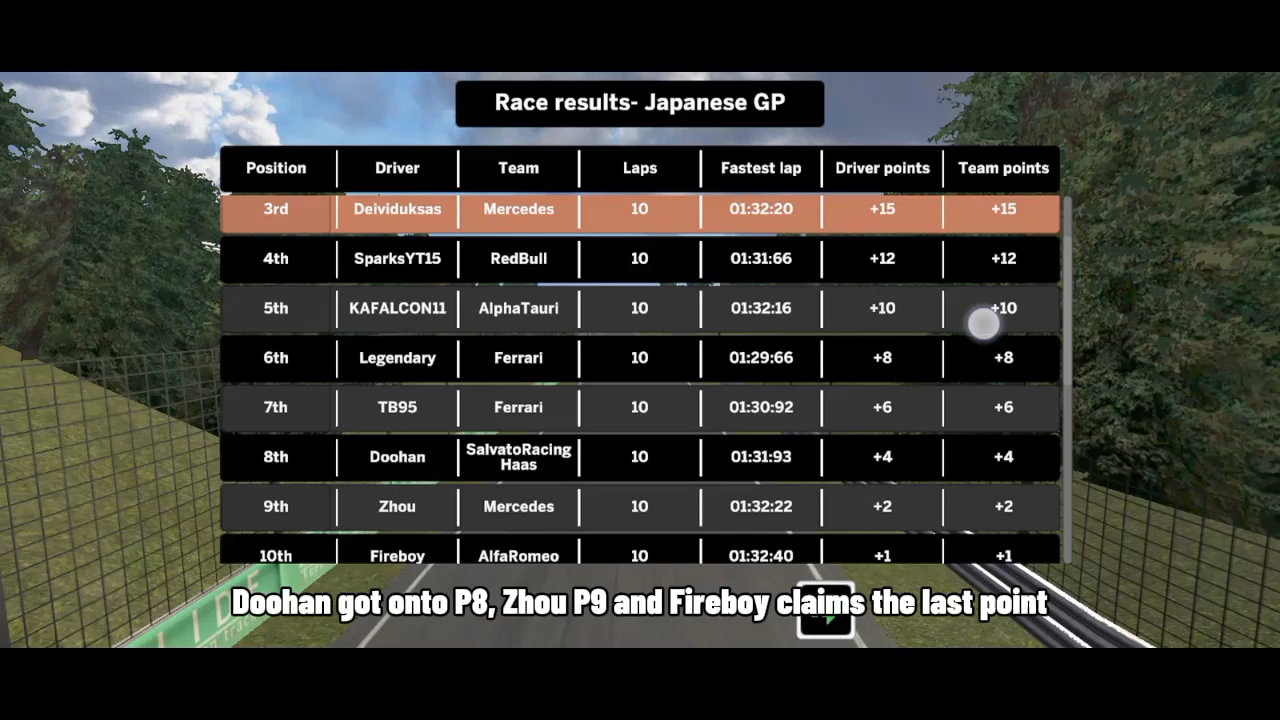 Race results- Japanese GP
Position Driver Team Laps Fastest lap Driver points Team points
3rd Deividuksas Mercedes 10 01:32:20 +15 +15
4th SparksYT15 RedBull 10 01:31:66 +12 +12
5th KAFALCON11 AlphaTauri 10 01:32:16 +10 +10
6th Legendary Ferrari 10 01:29:66 +8 +8
7th TB95 Ferrari 10 01:30:92 +6 +6
8th Doohan SalvatoRacing Haas 10 01:31:93 +4 +4
9th Zhou Mercedes 10 01:32:22 +2 +2
10th Fireboy AlfaRomeo 10 01:32:40 +1 +1
Doohan got onto P8, Zhou P9 and Fireboy claims the last point